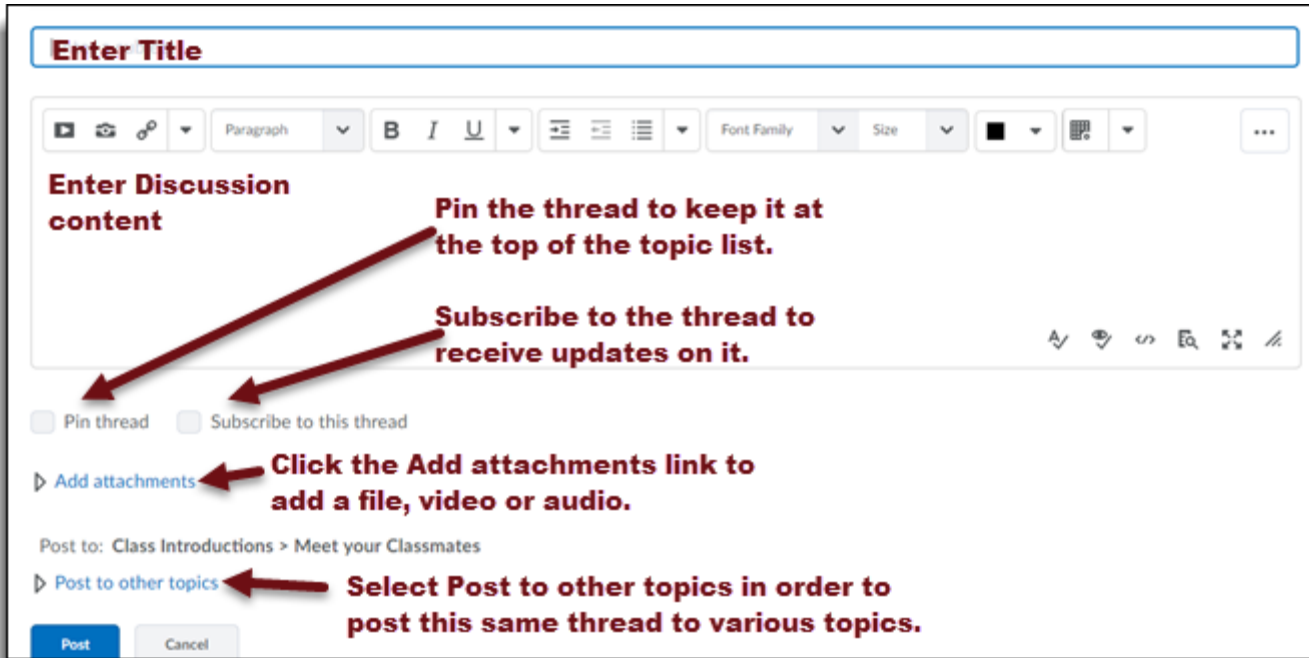 Enter Title
Paragraph B I U Font Family Size
Enter Discussion
content
Pin the thread to keep it at
the top of the topic list.
Subscribe to the thread to
receive updates on it.
Pin thread Subscribe to this thread
Click the Add attachments link to
add a file, video or audio.
Add attachments
Post to: Class Introductions > Meet your Classmates
Post to other topics
Select Post to other topics in order to
post this same thread to various topics.
Post Cancel